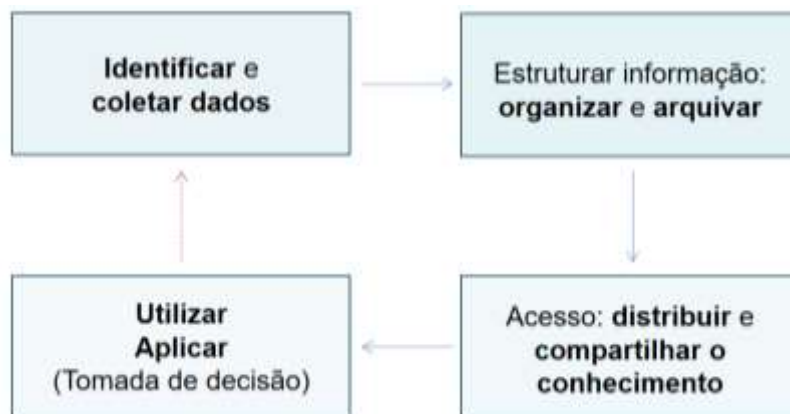 Identificar e
coletar dados
Estruturar informação:
organizar e arquivar
Utilizar
Aplicar
(Tomada de decisão)
Acesso: distribuir e
compartilhar o
conhecimento